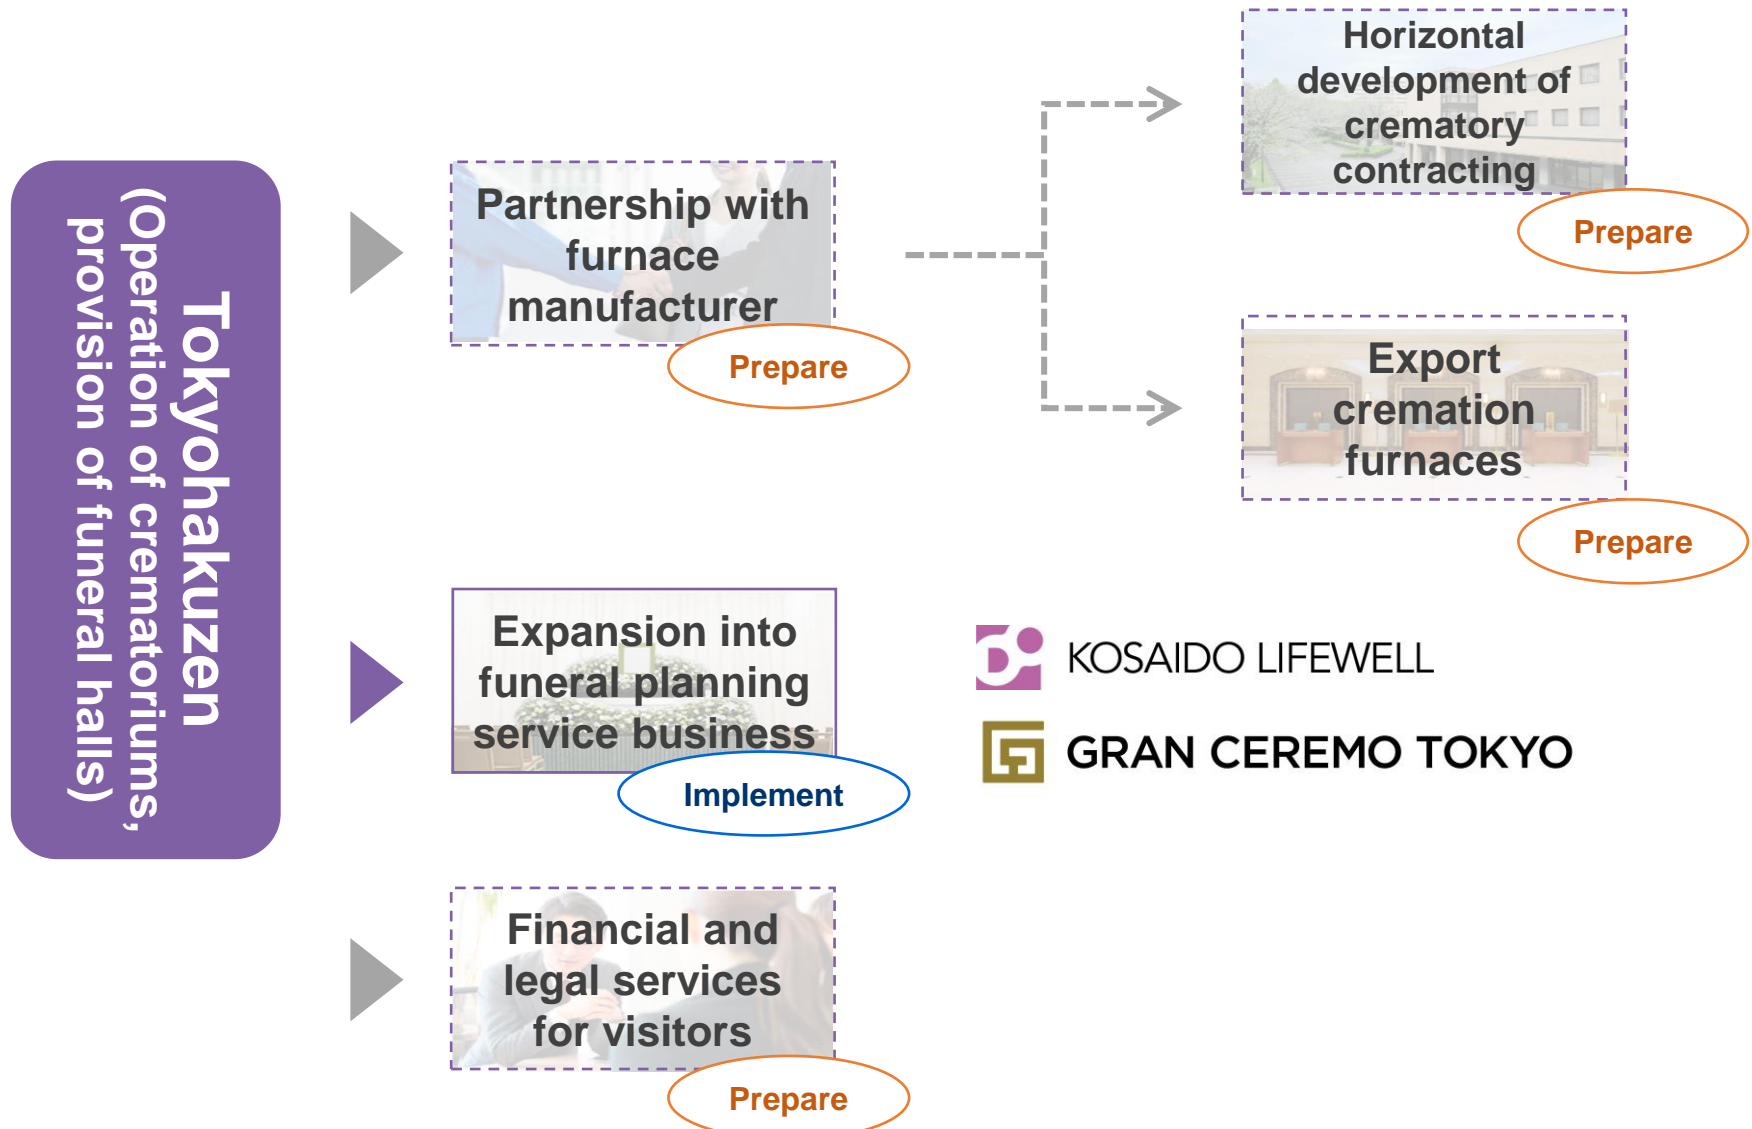 Tokyohakuzen
(Operation of crematoriums,
provision of funeral halls)
Partnership with
furnace
manufacturer
Prepare
Horizontal
development of
crematory
contracting
Prepare
Export
cremation
furnaces
Prepare
Expansion into
funeral planning
service business
Implement
KOSAIDO LIFEWELL
GRAN CEREMO TOKYO
Financial and
legal services
for visitors
Prepare